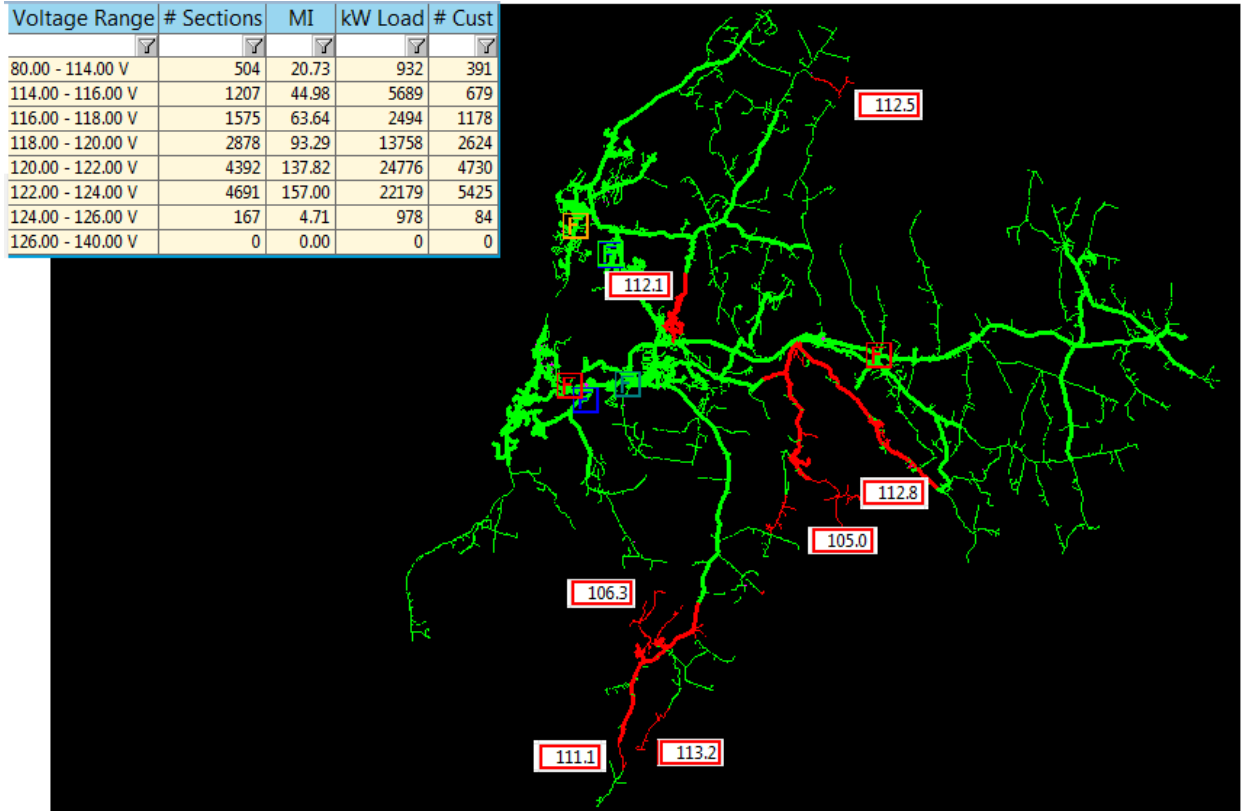 Voltage Range # Sections MI kW Load # Cust
80.00 - 114.00 V 504 20.73 932 391
114.00 - 116.00 V 1207 44.98 5689 679
116.00 - 118.00 V 1575 63.64 2494 1178
118.00 - 120.00 V 2878 93.29 13758 2624
120.00 - 122.00 V 4392 137.82 24776 4730
122.00 - 124.00 V 4691 157.00 22179 5425
124.00 - 126.00 V 167 4.71 978 84
126.00 - 140.00 V 0 0.00 0 0
112.5
112.1
112.8
105.0
106.3
111.1
113.2